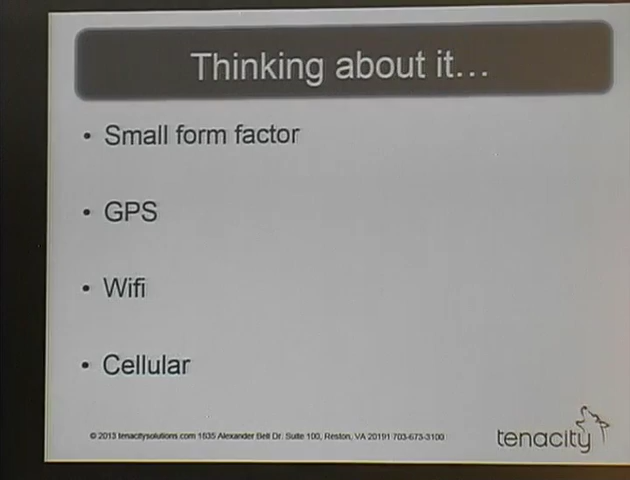 Thinking about it...
• Small form factor
• GPS
• Wifi
• Cellular
© 2013 tenacitysolutions.com 1635 Alexander Bell Dr. Suite 100, Reston, VA 20191 703-673-3100
tenacity